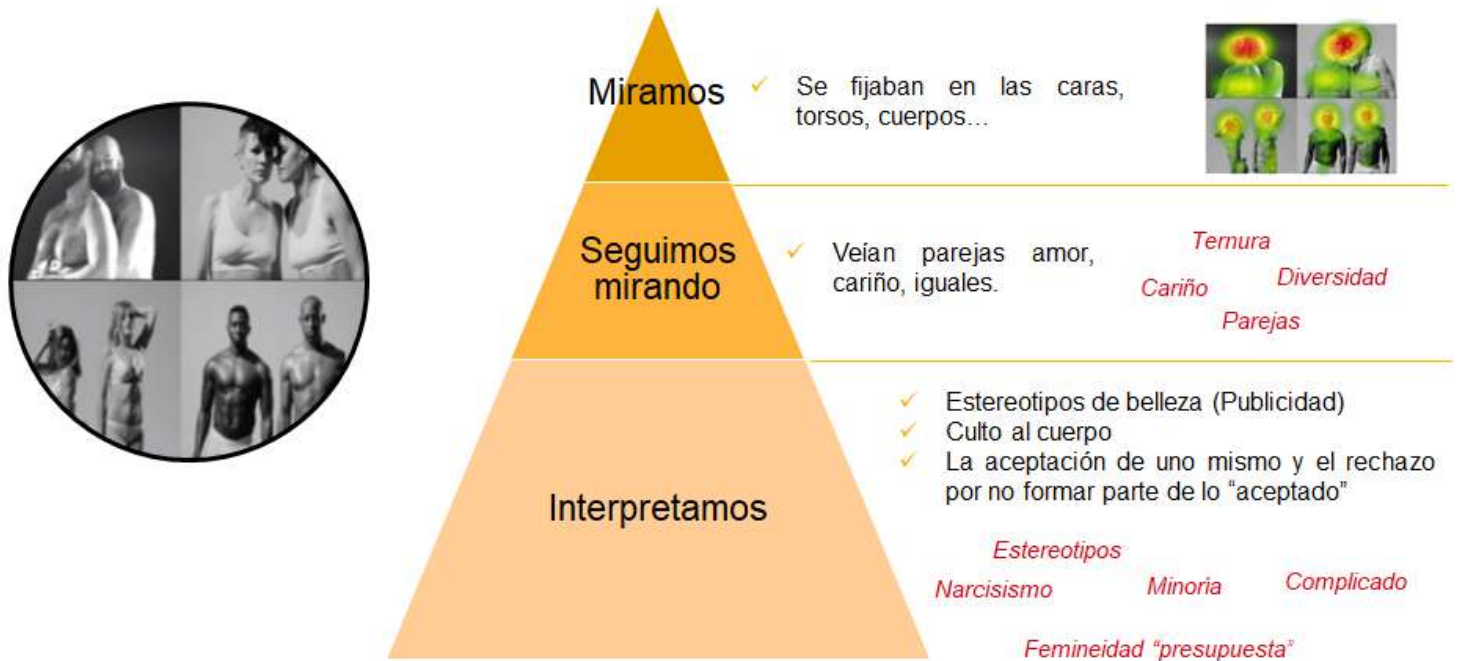 Miramos
✓ Se fijaban en las caras,
torsos, cuerpos…
Seguimos
mirando
✓ Veían parejas amor,
cariño, iguales.
Ternura
Cariño
Diversidad
Parejas
Interpretamos
✓ Estereotipos de belleza (Publicidad)
✓ Culto al cuerpo
✓ La aceptación de uno mismo y el rechazo
por no formar parte de lo “aceptado”
Estereotipos
Narcisismo
Minorìa
Complicado
Femineidad “presupuesta”